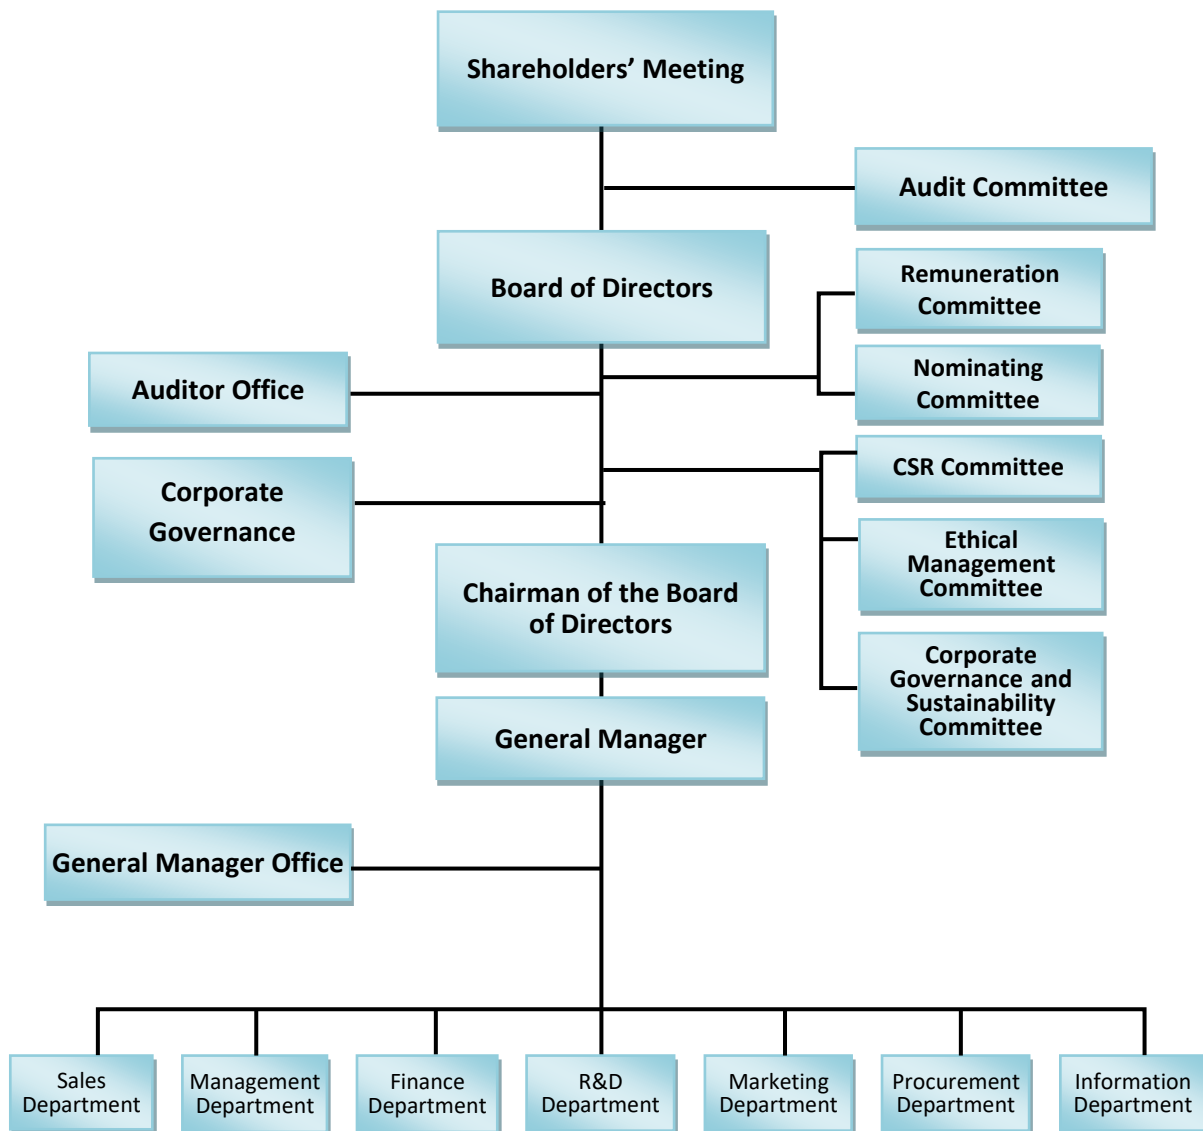 Shareholders’ Meeting
Audit Committee
Board of Directors
Remuneration
Committee
Auditor Office
Nominating
Committee
Corporate
Governance
CSR Committee
Ethical
Management
Committee
Chairman of the Board
of Directors
Corporate
Governance and
Sustainability
Committee
General Manager
General Manager Office
Sales
Department
Management
Department
Finance
Department
R&D
Department
Marketing
Department
Procurement
Department
Information
Department